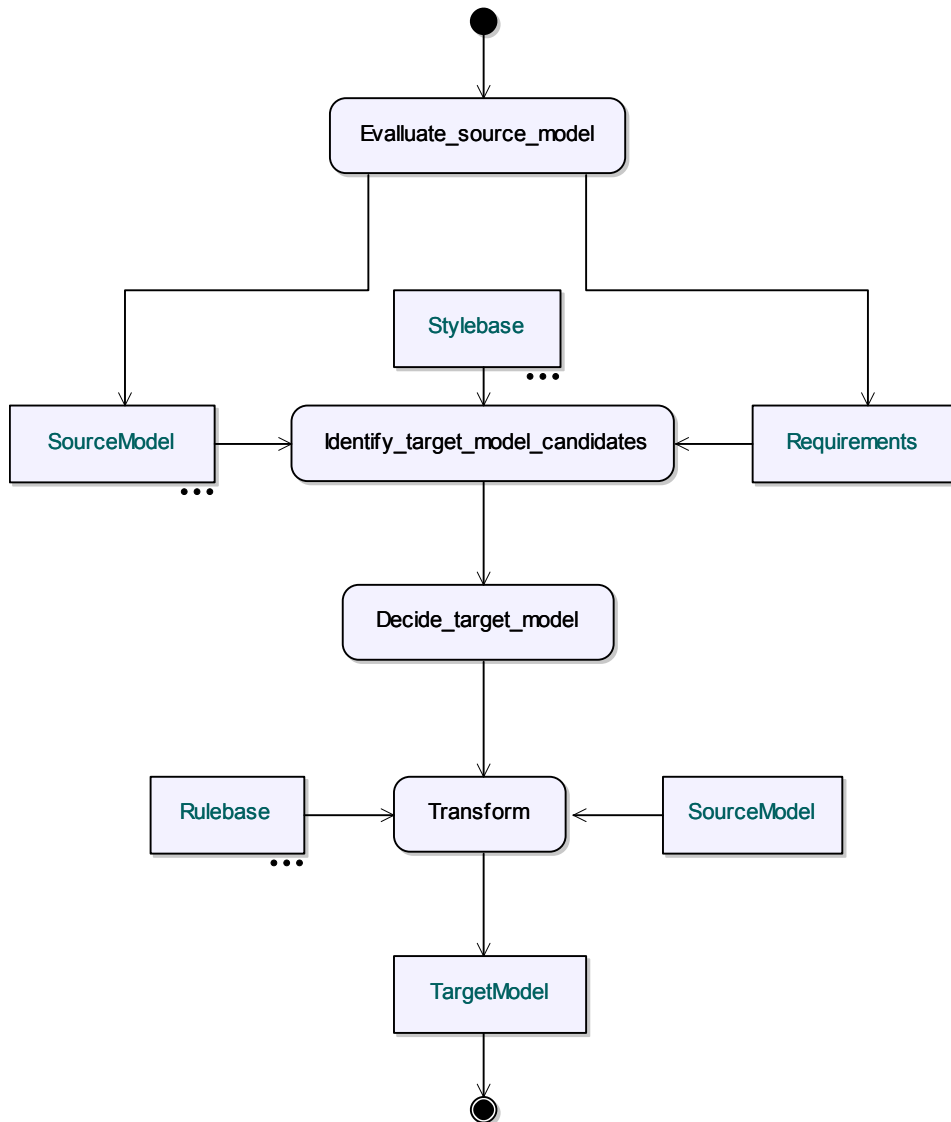 Evalluate_source_model
Stylebase
SourceModel
Identify_target_model_candidates
Requirements
Decide_target_model
Rulebase
Transform
SourceModel
TargetModel